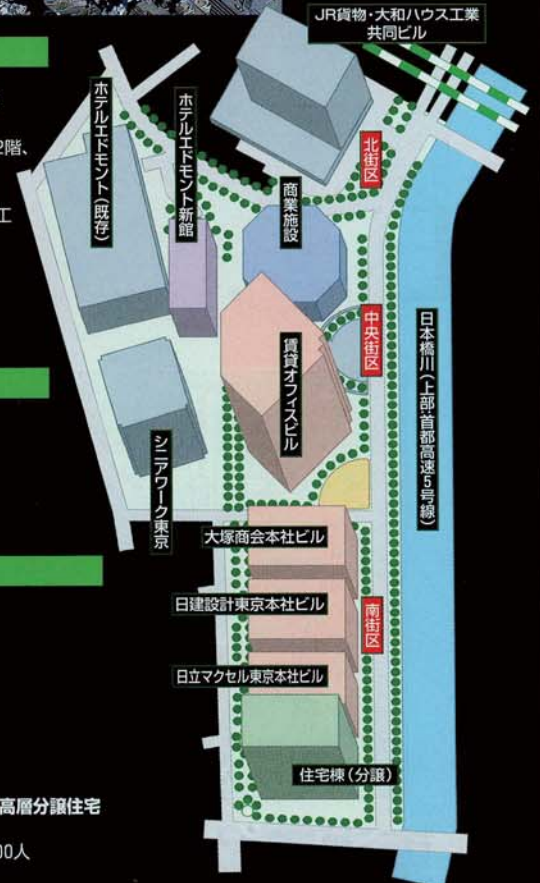 JR貨物・大和ハウス工業
共同ビル
2階、
工
ホテルエドモント(既存)
ホテルエドモント新館
商業施設
北街区
賃貸オフィスビル
中央街区
日本橋川(上部:首都高速5号線)
シニアワーク東京
大塚商会本社ビル
日建設計東京本社ビル
南街区
日立マクセル東京本社ビル
住宅棟(分譲)
高層分譲住宅
00人